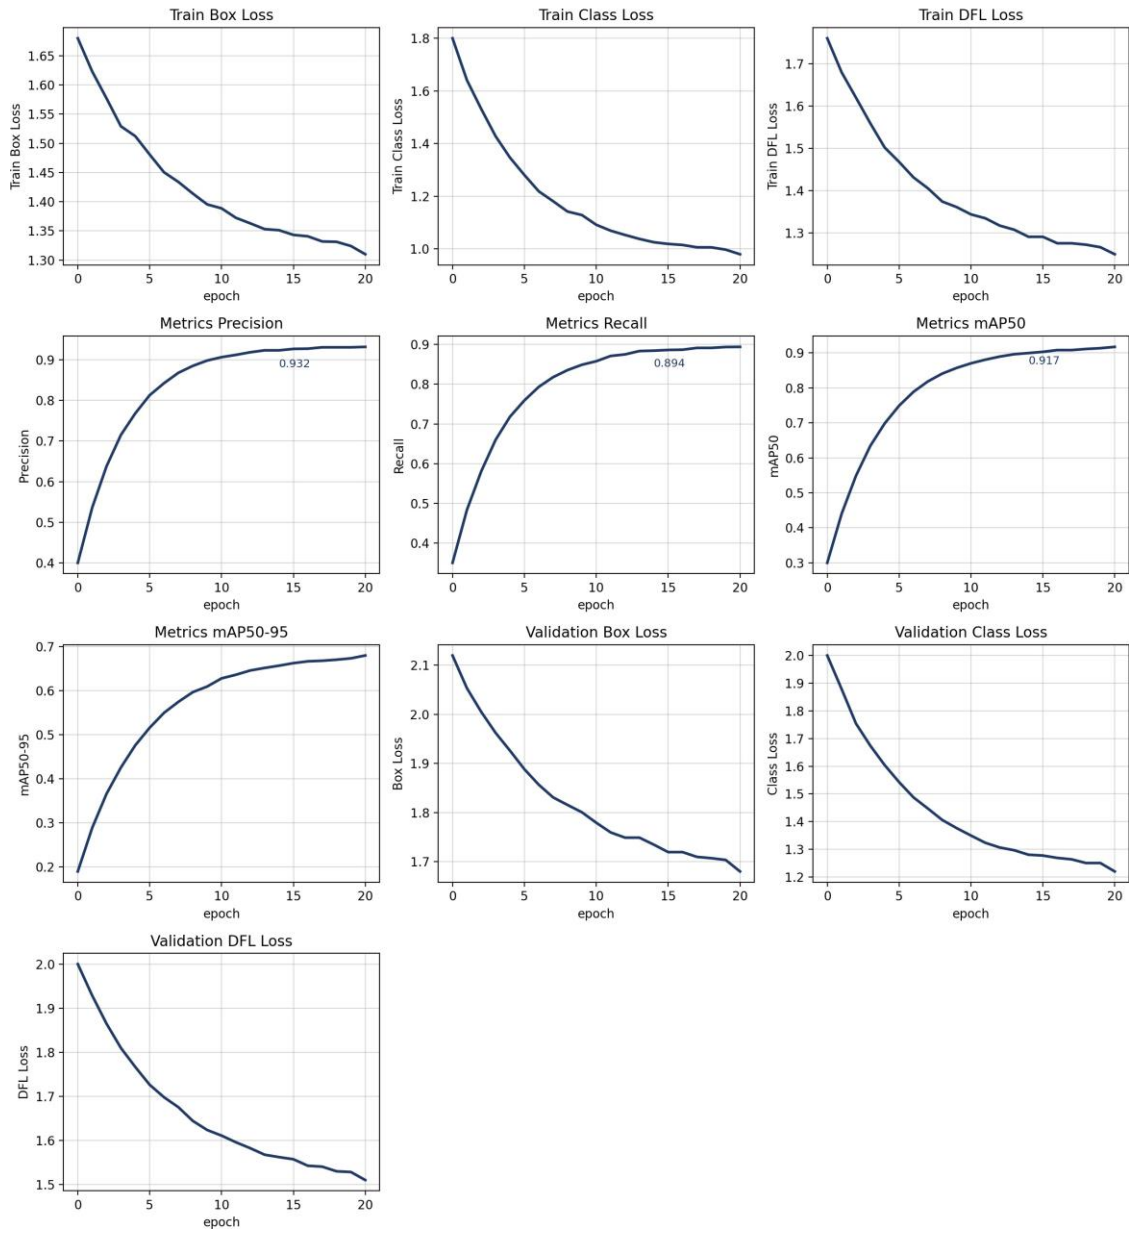 Train Box Loss
Train Box Loss
1.65
1.60
1.55
1.50
1.45
1.40
1.35
1.30
0 5 10 15 20
epoch
Train Class Loss
Train Class Loss
1.8
1.6
1.4
1.2
1.0
0 5 10 15 20
epoch
Train DFL Loss
Train DFL Loss
1.7
1.6
1.5
1.4
1.3
0 5 10 15 20
epoch
Metrics Precision
Precision
0.9
0.8
0.7
0.6
0.5
0.4
0.932
0 5 10 15 20
epoch
Metrics Recall
Recall
0.9
0.8
0.7
0.6
0.5
0.4
0.894
0 5 10 15 20
epoch
Metrics mAP50
mAP50
0.9
0.8
0.7
0.6
0.5
0.4
0.3
0.917
0 5 10 15 20
epoch
Metrics mAP50-95
mAP50-95
0.7
0.6
0.5
0.4
0.3
0.2
0 5 10 15 20
epoch
Validation Box Loss
Box Loss
2.1
2.0
1.9
1.8
1.7
0 5 10 15 20
epoch
Validation Class Loss
Class Loss
2.0
1.9
1.8
1.7
1.6
1.5
1.4
1.3
1.2
0 5 10 15 20
epoch
Validation DFL Loss
DFL Loss
2.0
1.9
1.8
1.7
1.6
1.5
0 5 10 15 20
epoch